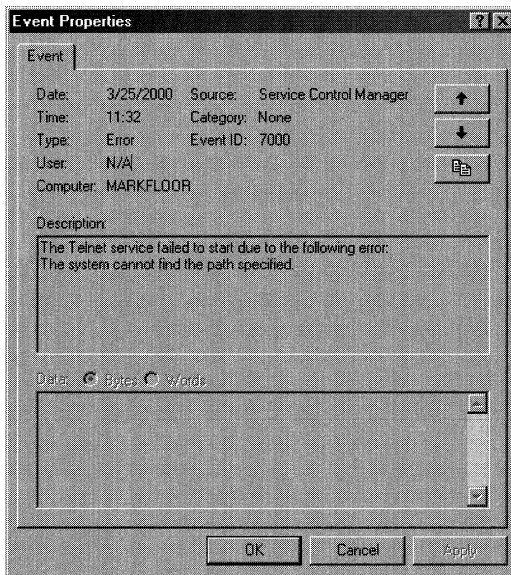 Event Properties
Event
Date: 3/25/2000 Source: Service Control Manager
Time: 11:32 Category: None
Type: Error Event ID: 7000
User: N/A
Computer: MARKFLOOR
Description:
The Telnet service failed to start due to the following error:
The system cannot find the path specified.
Data: Bytes Words
OK Cancel Apply